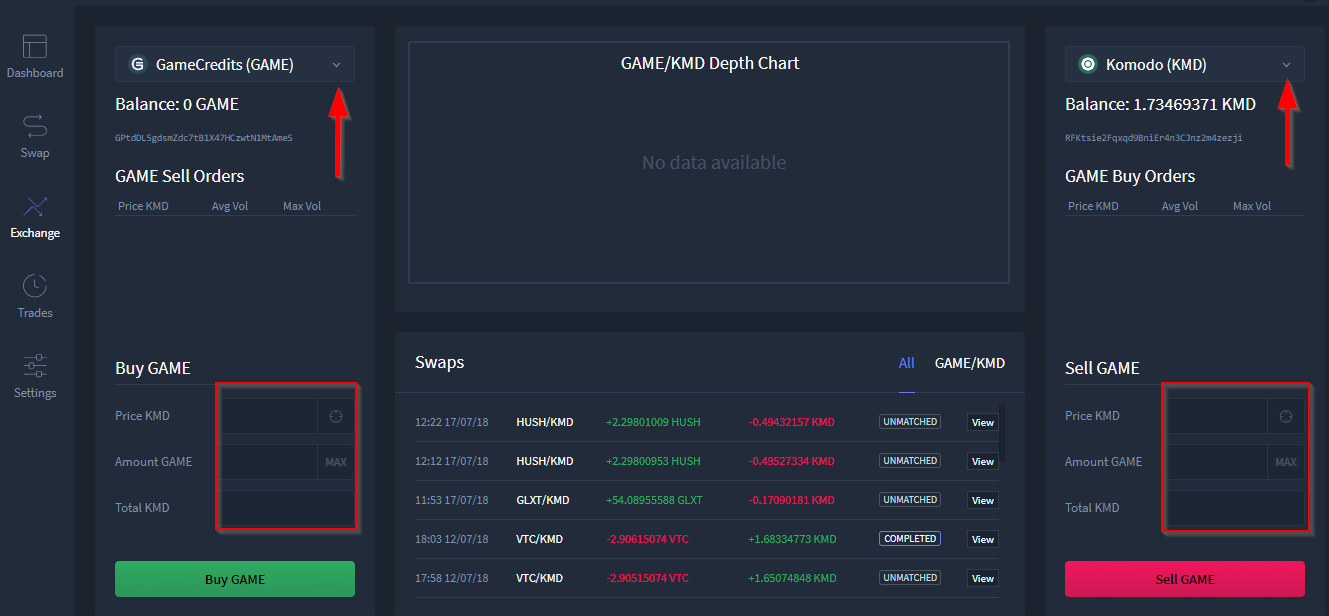 Dashboard
Swap
Exchange
Trades
Settings
GameCredits (GAME)
Balance: 0 GAME
GPtdDL5gdsmZdc7tB1X47HCzwtN1MtAmeS
GAME Sell Orders
Price KMD Avg Vol Max Vol
Buy GAME
Price KMD
Amount GAME MAX
Total KMD
Buy GAME
GAME/KMD Depth Chart
No data available
Swaps All GAME/KMD
12:22 17/07/18 HUSH/KMD +2.29801009 HUSH -0.49432157 KMD UNMATCHED View
12:12 17/07/18 HUSH/KMD +2.29800953 HUSH -0.49527334 KMD UNMATCHED View
11:53 17/07/18 GLXT/KMD +54.08955588 GLXT -0.17090181 KMD UNMATCHED View
18:03 12/07/18 VTC/KMD -2.90615074 VTC +1.68334773 KMD COMPLETED View
17:58 12/07/18 VTC/KMD -2.90515074 VTC +1.65074848 KMD UNMATCHED View
Komodo (KMD)
Balance: 1.73469371 KMD
RFKtsie2Fqxqd9BniEr4n3CJnz2m4zezji
GAME Buy Orders
Price KMD Avg Vol Max Vol
Sell GAME
Price KMD
Amount GAME MAX
Total KMD
Sell GAME